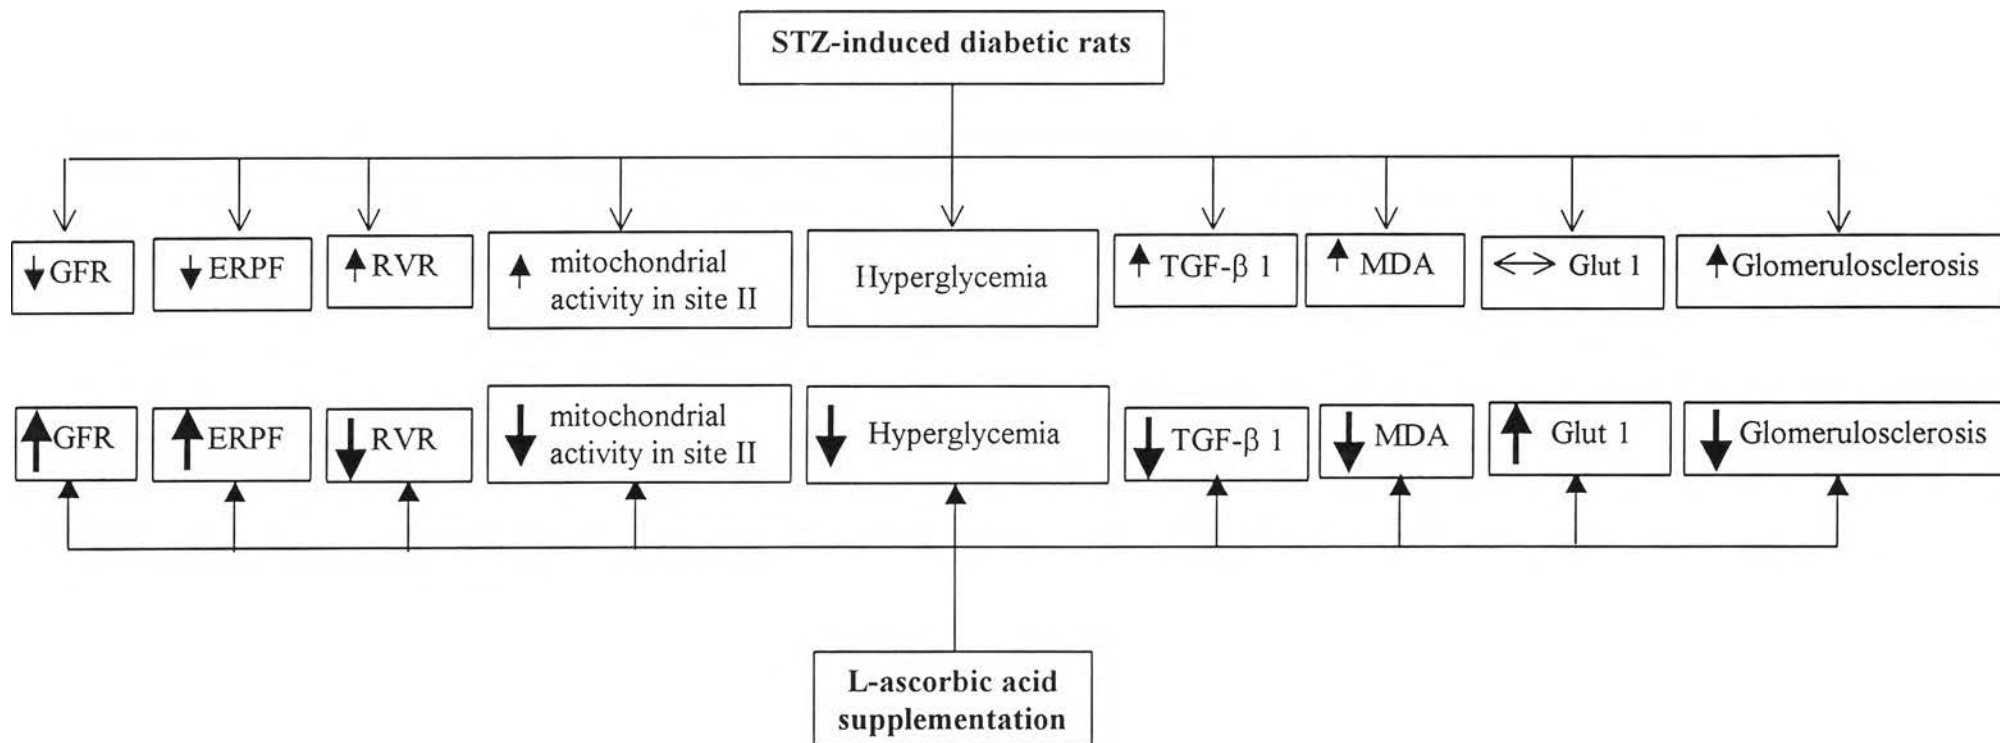 STZ-induced diabetic rats
GFR
ERPF
RVR
mitochondrial
activity in site II
Hyperglycemia
TGF-β 1
MDA
Glut 1
Glomerulosclerosis
GFR
ERPF
RVR
mitochondrial
activity in site II
Hyperglycemia
TGF-β 1
MDA
Glut 1
Glomerulosclerosis
L-ascorbic acid
supplementation